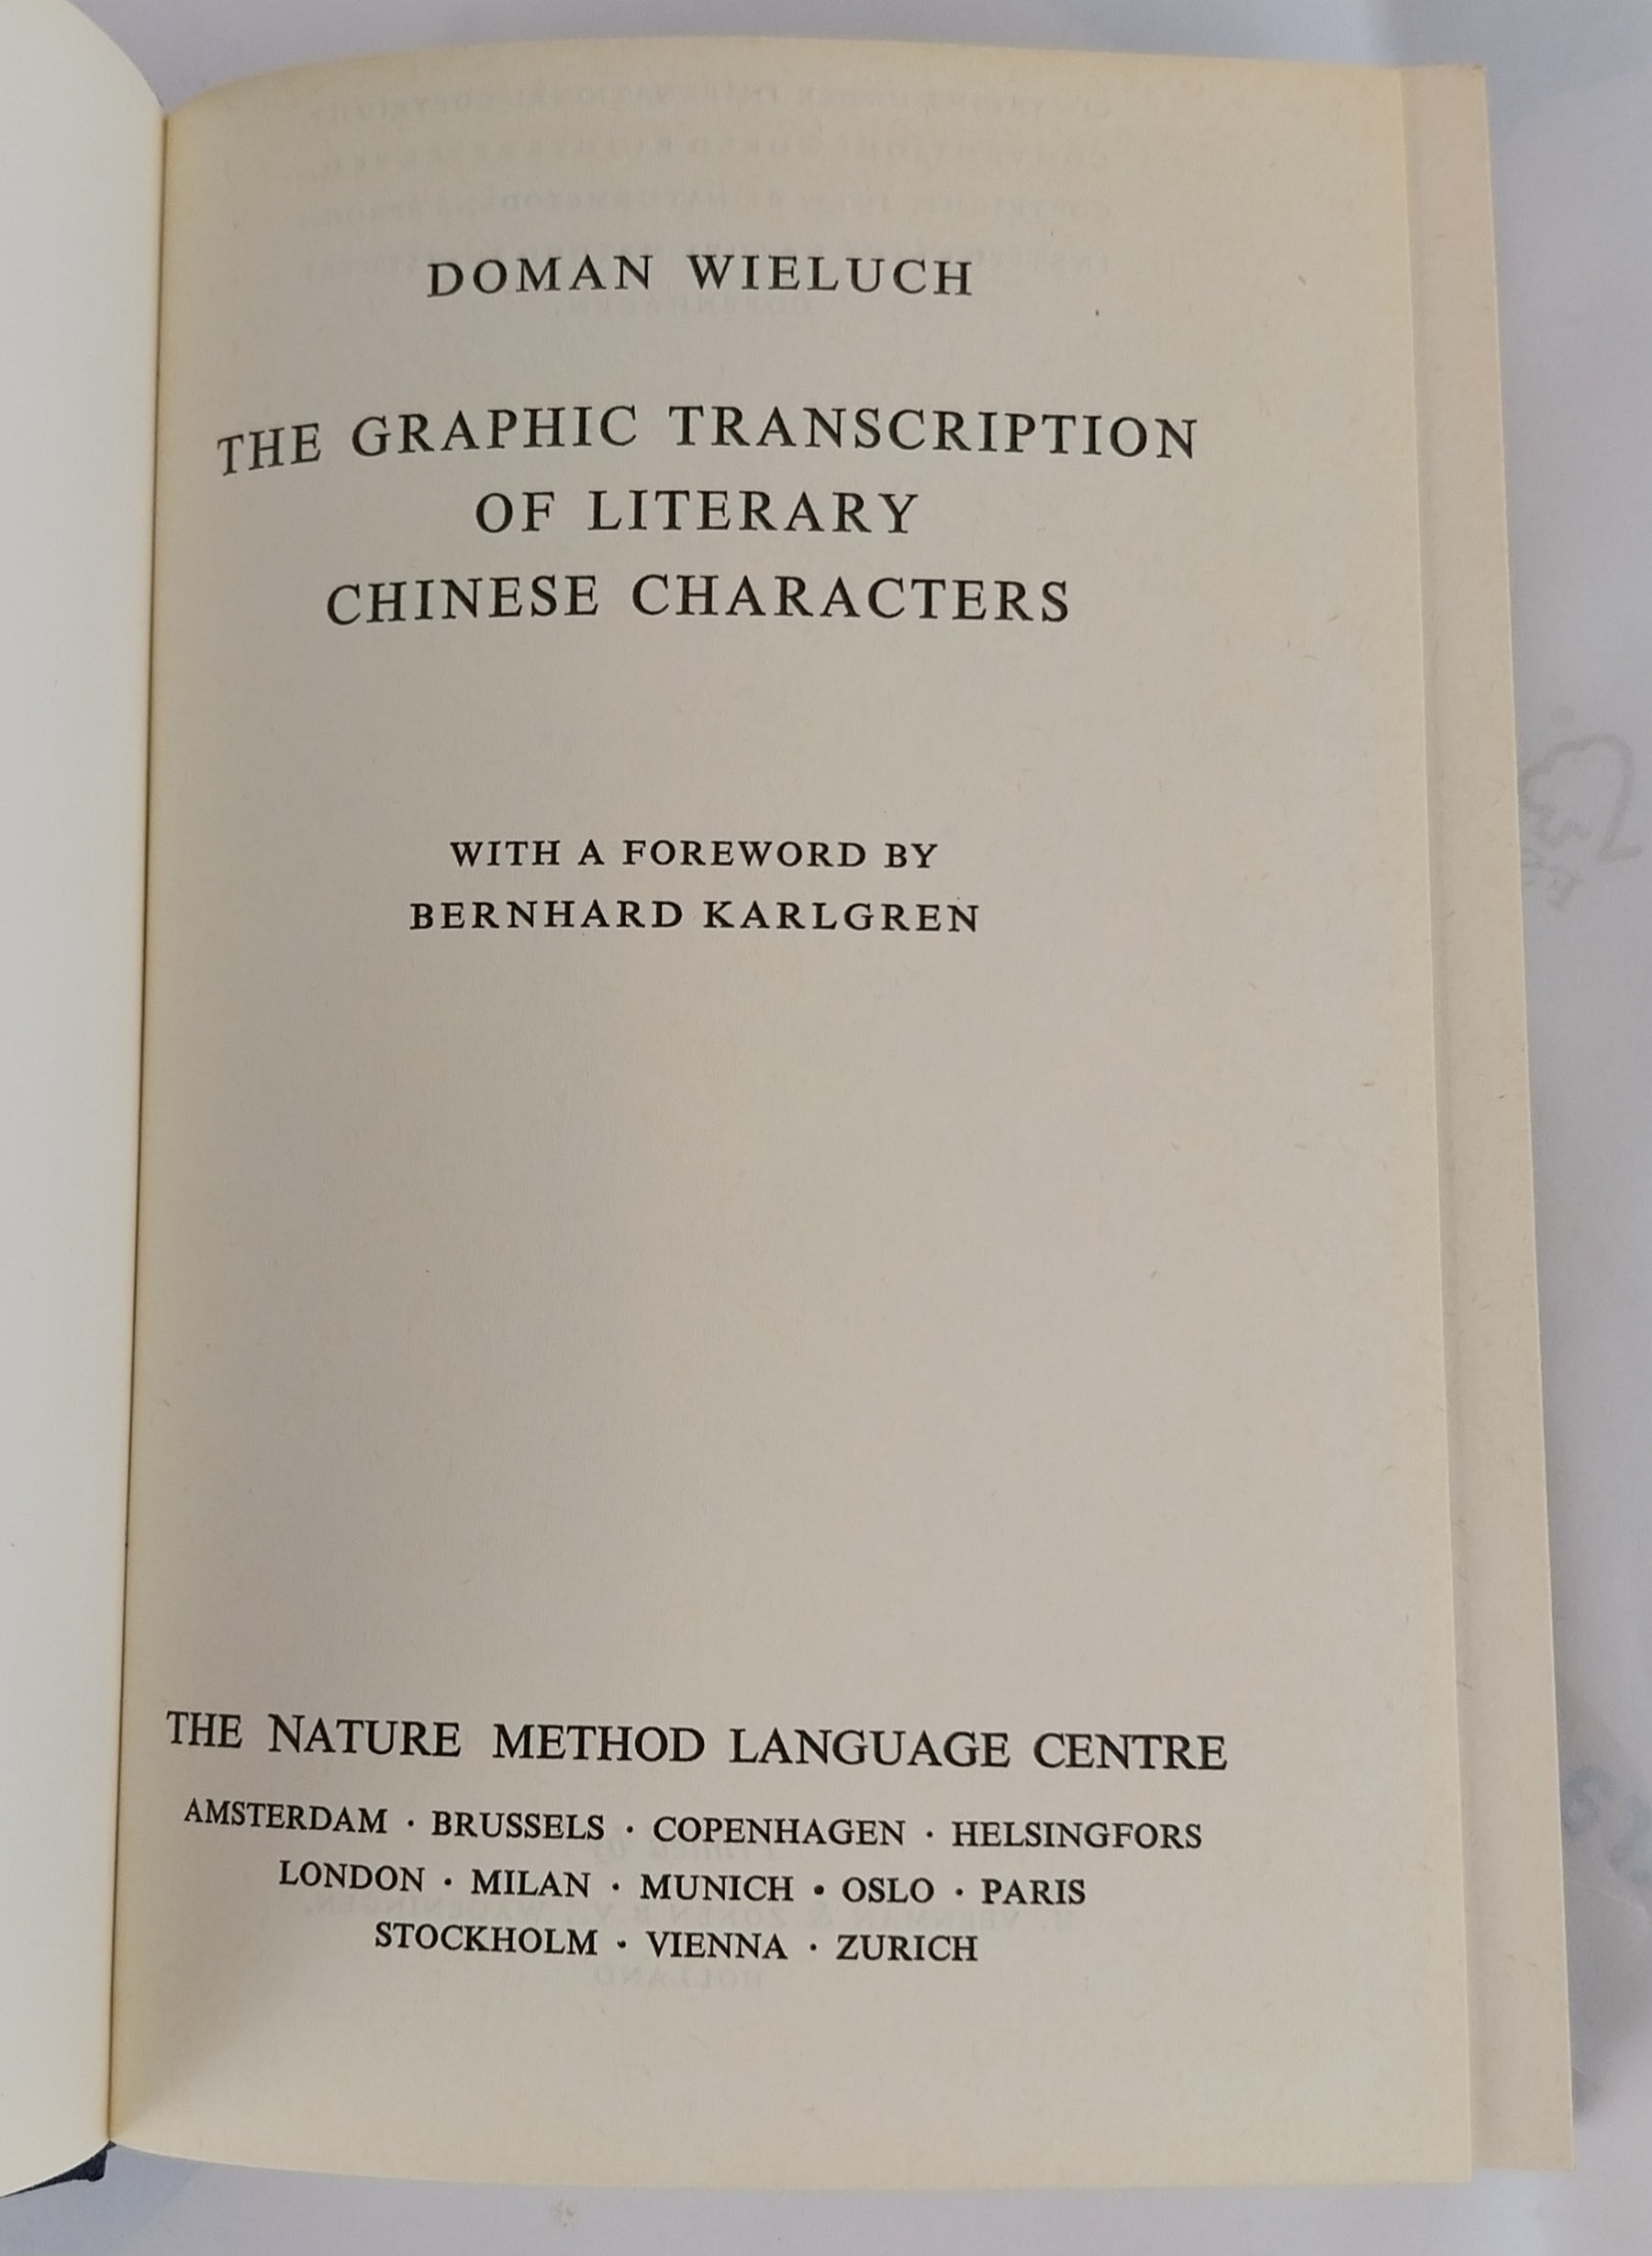 DOMAN WIELUCH
THE GRAPHIC TRANSCRIPTION
OF LITERARY
CHINESE CHARACTERS
WITH A FOREWORD BY
BERNHARD KARLGREN
THE NATURE METHOD LANGUAGE CENTRE
AMSTERDAM · BRUSSELS · COPENHAGEN · HELSINGFORS
LONDON · MILAN · MUNICH · OSLO · PARIS
STOCKHOLM · VIENNA · ZURICH